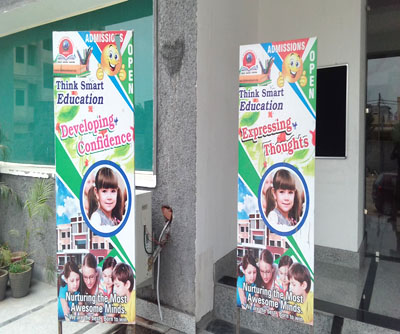 ADMISSIONS
OPEN
Think Smart
Education
Developing
Confidence
Nurturing the Most
Awesome Minds
ADMISSIONS
OPEN
Think Smart
Education
Expressing
Thoughts
Nurturing the Most
Awesome Minds